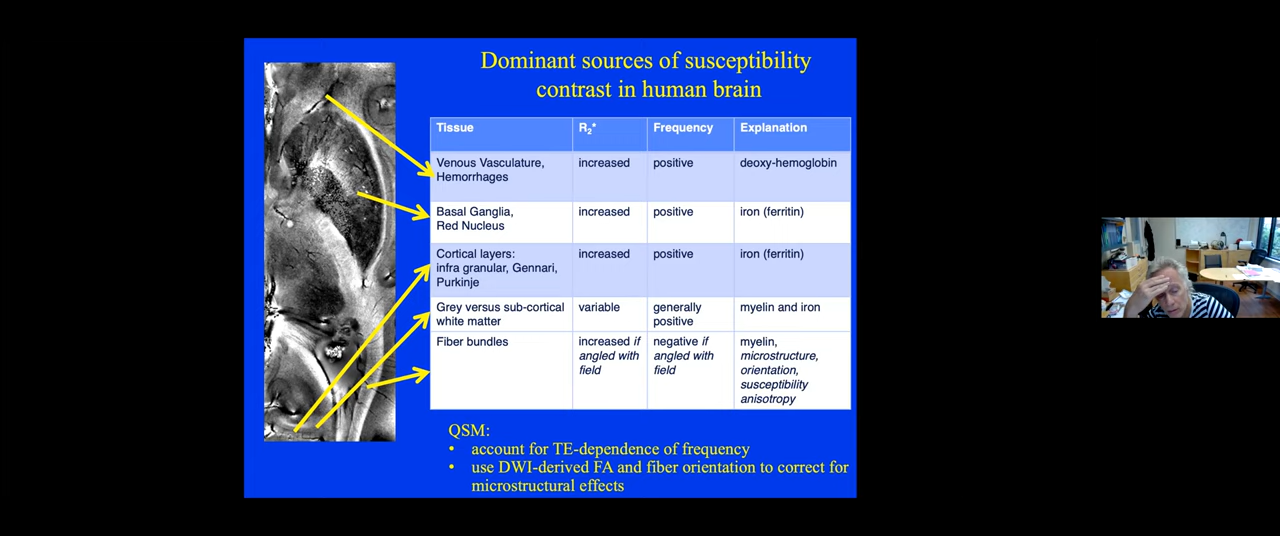 Dominant sources of susceptibility
contrast in human brain
Tissue R2* Frequency Explanation
Venous Vasculature, increased positive deoxy-hemoglobin
Hemorrhages
Basal Ganglia, increased positive iron (ferritin)
Red Nucleus
Cortical layers: increased positive iron (ferritin)
infra granular, Gennari,
Purkinje
Grey versus sub-cortical variable generally myelin and iron
white matter positive
Fiber bundles increased if negative if myelin,
angled with angled with microstructure,
field field orientation,
susceptibility
anisotropy
QSM:
• account for TE-dependence of frequency
• use DWI-derived FA and fiber orientation to correct for
microstructural effects